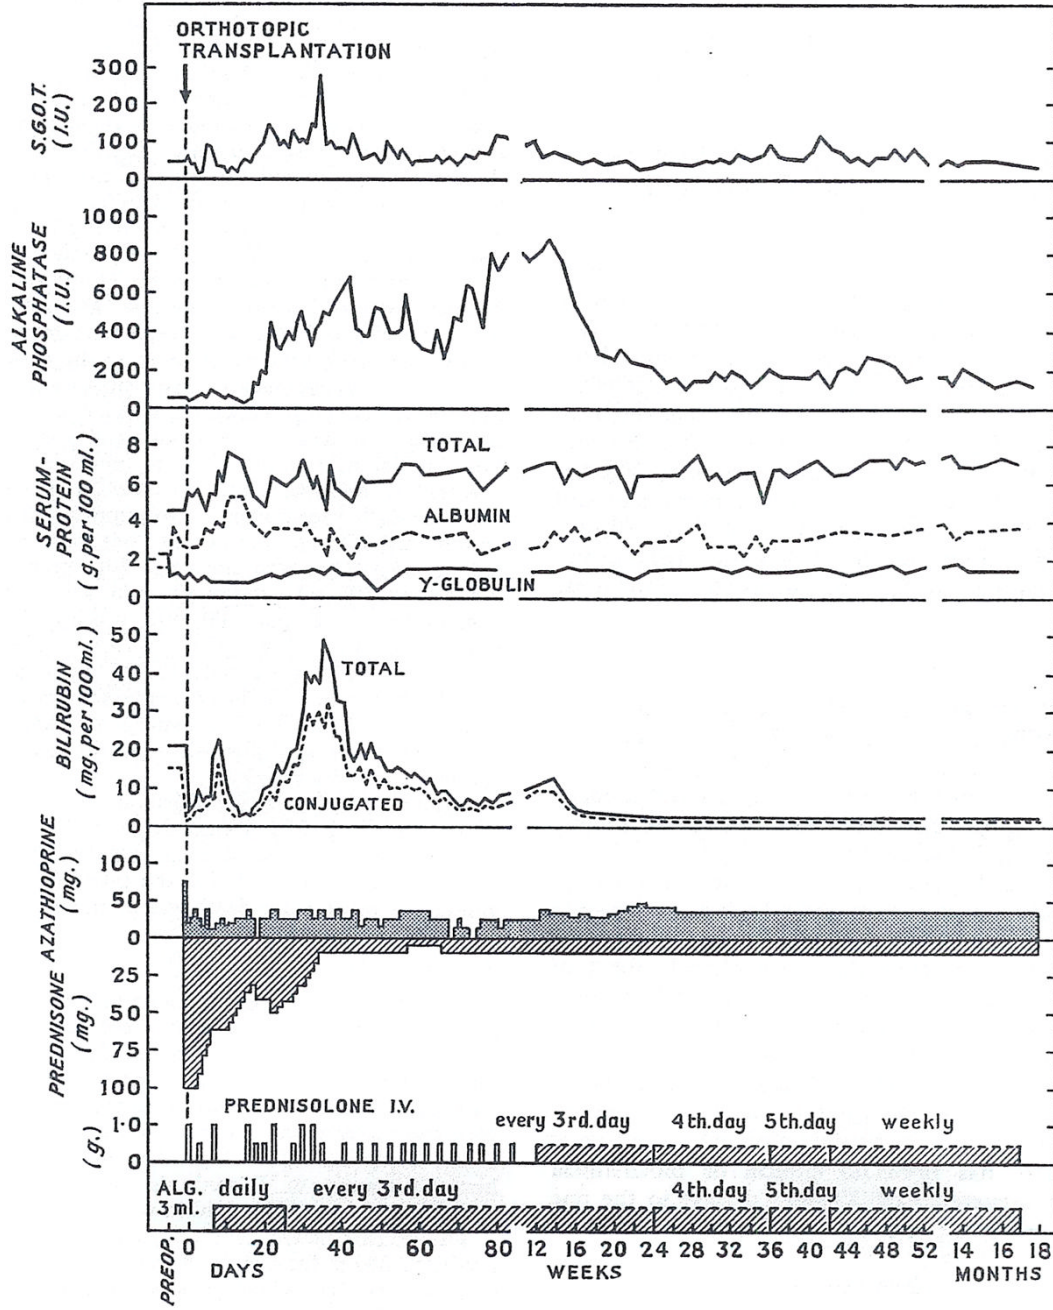 ORTHOTOPIC
TRANSPLANTATION
S.G.O.T.
(I.U.)
300
200
100
0
ALKALINE
PHOSPHATASE
(I.U.)
1000
800
600
400
200
0
SERUM-
PROTEIN
(g. per 100 ml.)
8
6
4
2
0
TOTAL
ALBUMIN
γ-GLOBULIN
BILIRUBIN
(mg. per 100 ml.)
50
40
30
20
10
0
TOTAL
CONJUGATED
AZATHIOPRINE
(mg.)
100
50
0
PREDNISONE
(mg.)
25
50
75
100
PREDNISOLONE I.V.
(g.)
1·0
0
every 3rd.day 4th.day 5th.day weekly
ALG. daily every 3rd.day 4th.day 5th.day weekly
3 ml.
PREOP. 0 20 40 60 80 12 16 20 24 28 32 36 40 44 48 52 14 16 18
DAYS WEEKS MONTHS